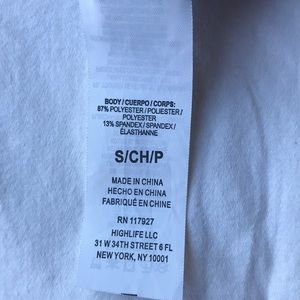 BODY / CUERPO / CORPS:
87% POLYESTER / POLIESTER /
POLYESTER
13% SPANDEX / SPANDEX /
ÉLASTHANNE
S/CH/P
MADE IN CHINA
HECHO EN CHINA
FABRIQUÉ EN CHINE
RN 117927
HIGHLIFE LLC
31 W 34TH STREET 6 FL
NEW YORK, NY 10001